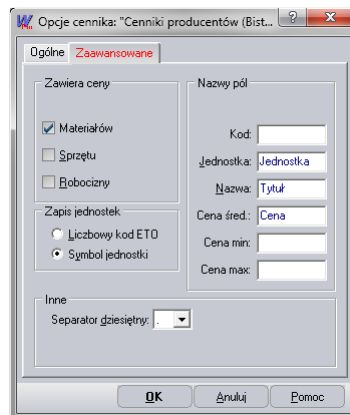 Opcje cennika: "Cenniki producentów (Bist...
Ogólne Zaawansowane
Zawiera ceny
Materiałów
Sprzętu
Robocizny
Zapis jednostek
Liczbowy kod ETO
Symbol jednostki
Nazwy pól
Kod:
Jednostka: Jednostka
Nazwa: Tytuł
Cena śred.: Cena
Cena min:
Cena max:
Inne
Separator dziesiętny: .
OK Anuluj Pomoc